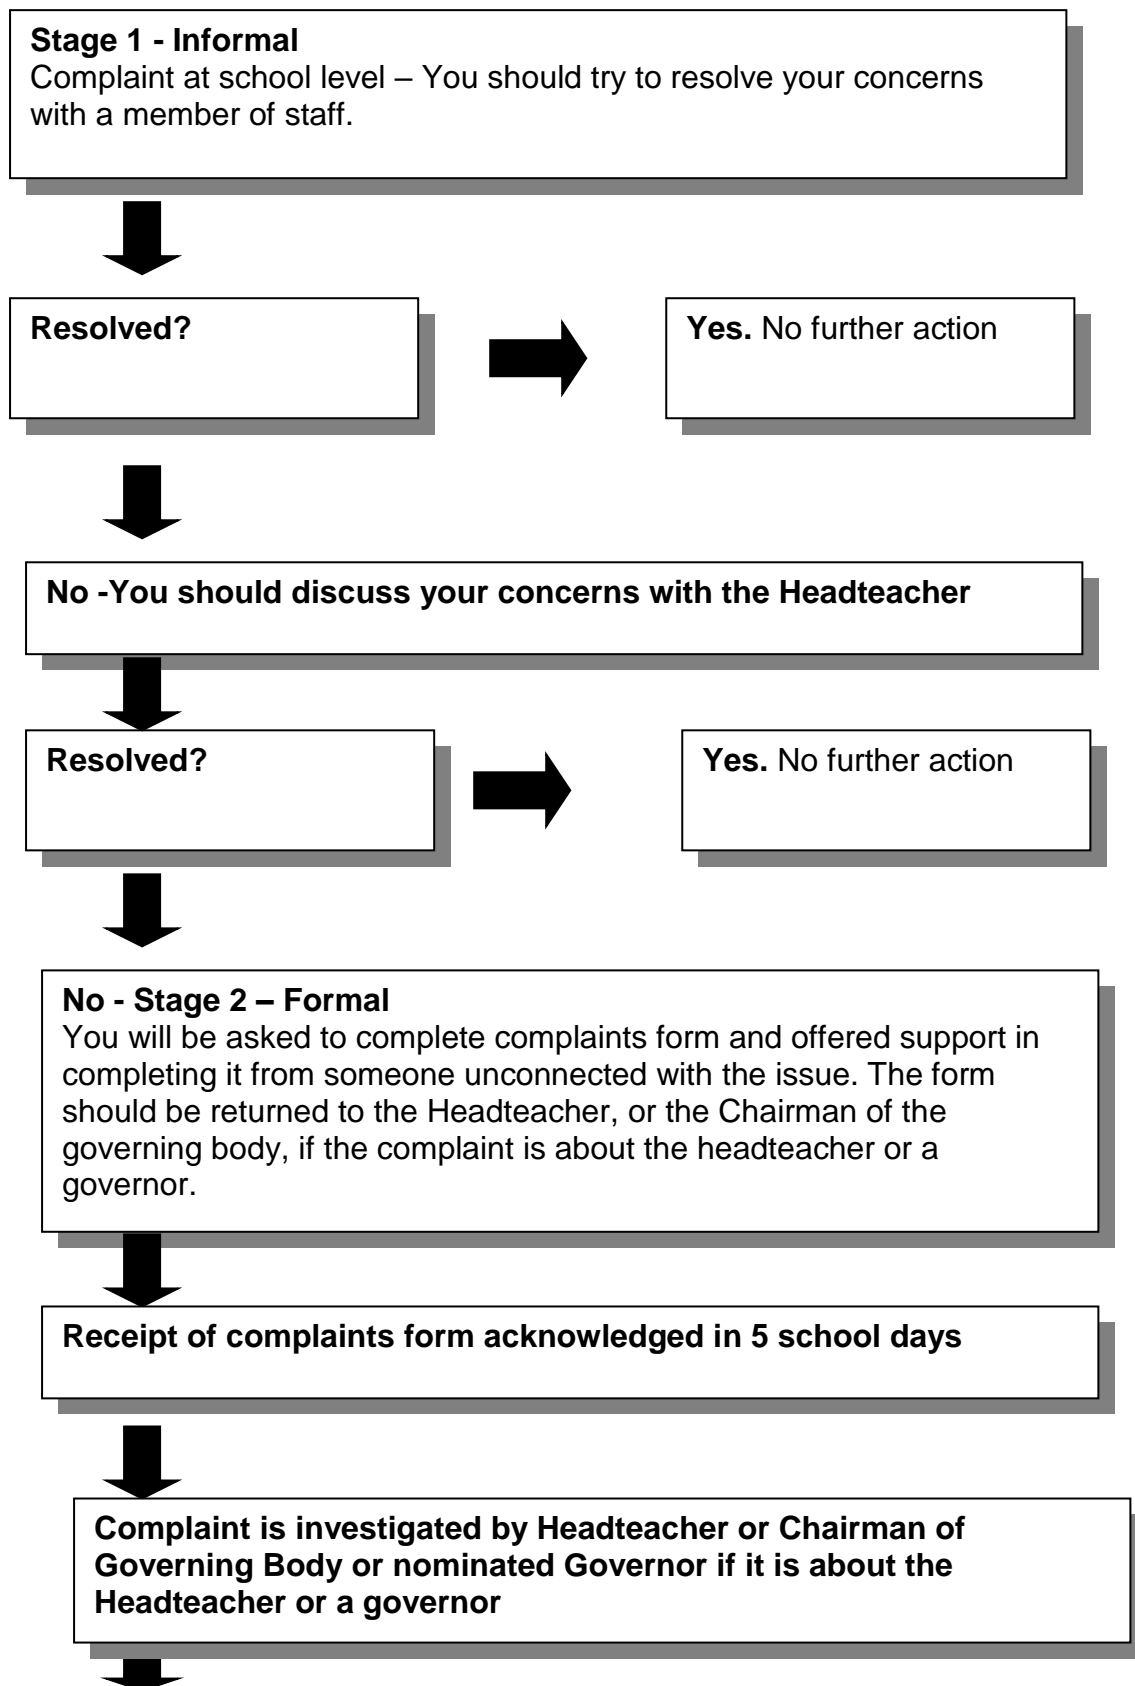 Stage 1 - Informal
Complaint at school level – You should try to resolve your concerns
with a member of staff.
Resolved?
Yes. No further action
No -You should discuss your concerns with the Headteacher
Resolved?
Yes. No further action
No - Stage 2 – Formal
You will be asked to complete complaints form and offered support in
completing it from someone unconnected with the issue. The form
should be returned to the Headteacher, or the Chairman of the
governing body, if the complaint is about the headteacher or a
governor.
Receipt of complaints form acknowledged in 5 school days
Complaint is investigated by Headteacher or Chairman of
Governing Body or nominated Governor if it is about the
Headteacher or a governor